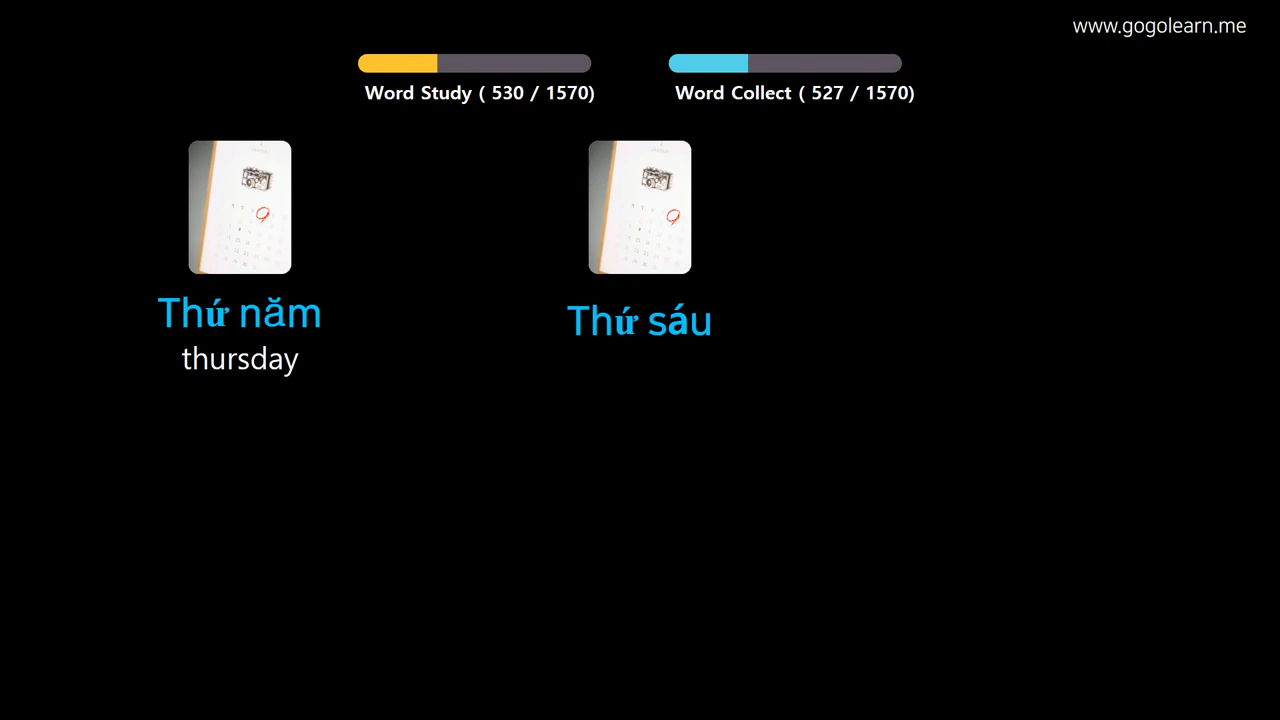 www.gogolearn.me
Word Study ( 530 / 1570)
Word Collect ( 527 / 1570)
Thứ năm
thursday
Thứ sáu